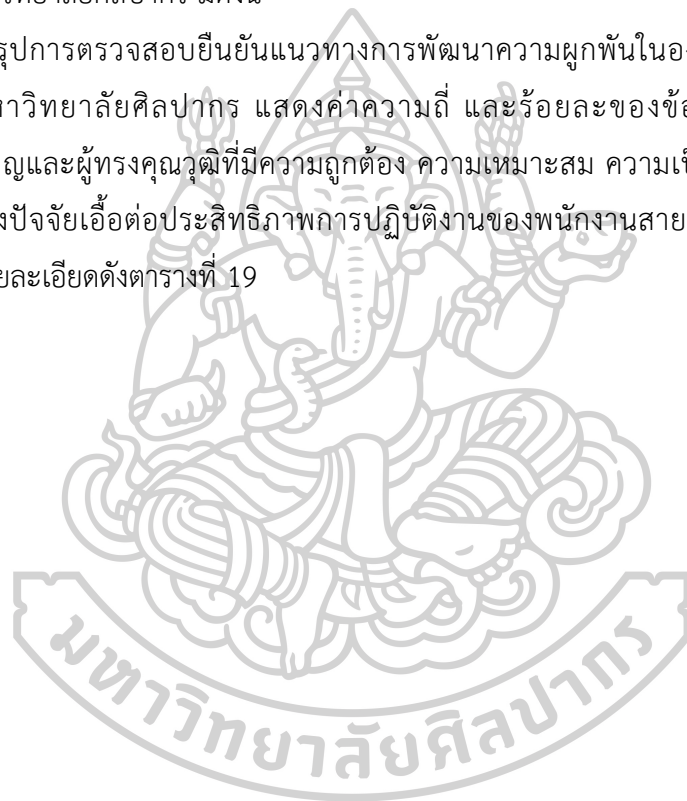 รุปการตรวจสอบยืนยันแนวทางการพัฒนาความผูกพันในอ
หาวิทยาลัยศิลปากร แสดงค่าความถี่ และร้อยละของข้อ
ญและผู้ทรงคุณวุฒิที่มีความถูกต้อง ความเหมาะสม ความเป็
งปัจจัยเอื้อต่อประสิทธิภาพการปฏิบัติงานของพนักงานสาย
ยละเอียดดังตารางที่ 19
มหาวิทยาลัยศิลปากร